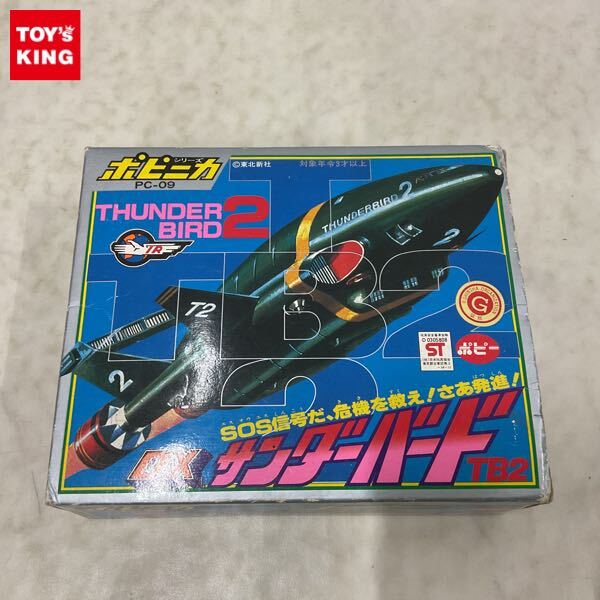 TOY's
KING
ポピニカ
シリーズ
PC-09
©東北新社
対象年令3才以上
THUNDER
BIRD 2
THUNDERBIRD 2
T2
2
TB2
G
ST
ポピー
SOS信号だ、危機を救え!さあ発進!
DX サンダーバード
TB2